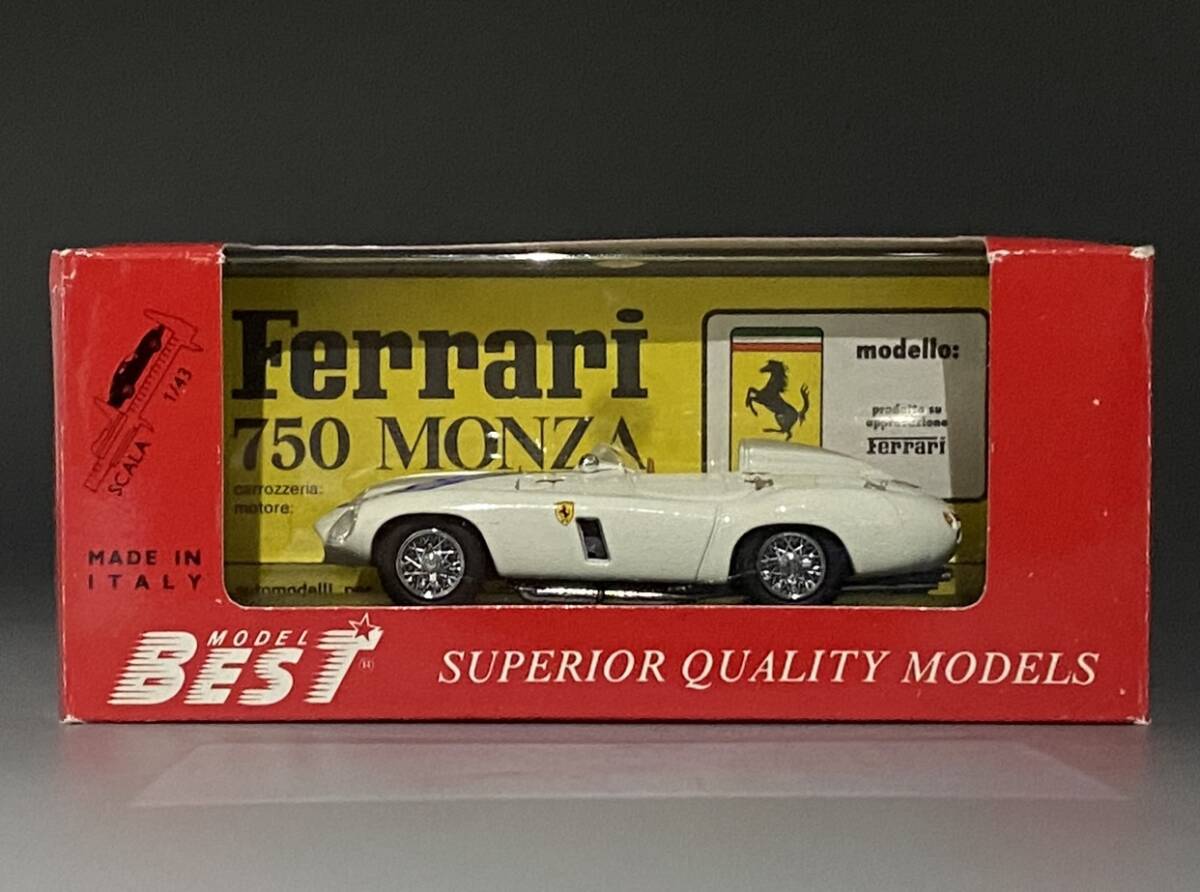 Ferrari
750 MONZA
carrozzeria:
motore:
automodelli
modello:
prodotto su
approvazione
Ferrari
1/43
SCALA
MADE IN
ITALY
MODEL
BEST
SUPERIOR QUALITY MODELS